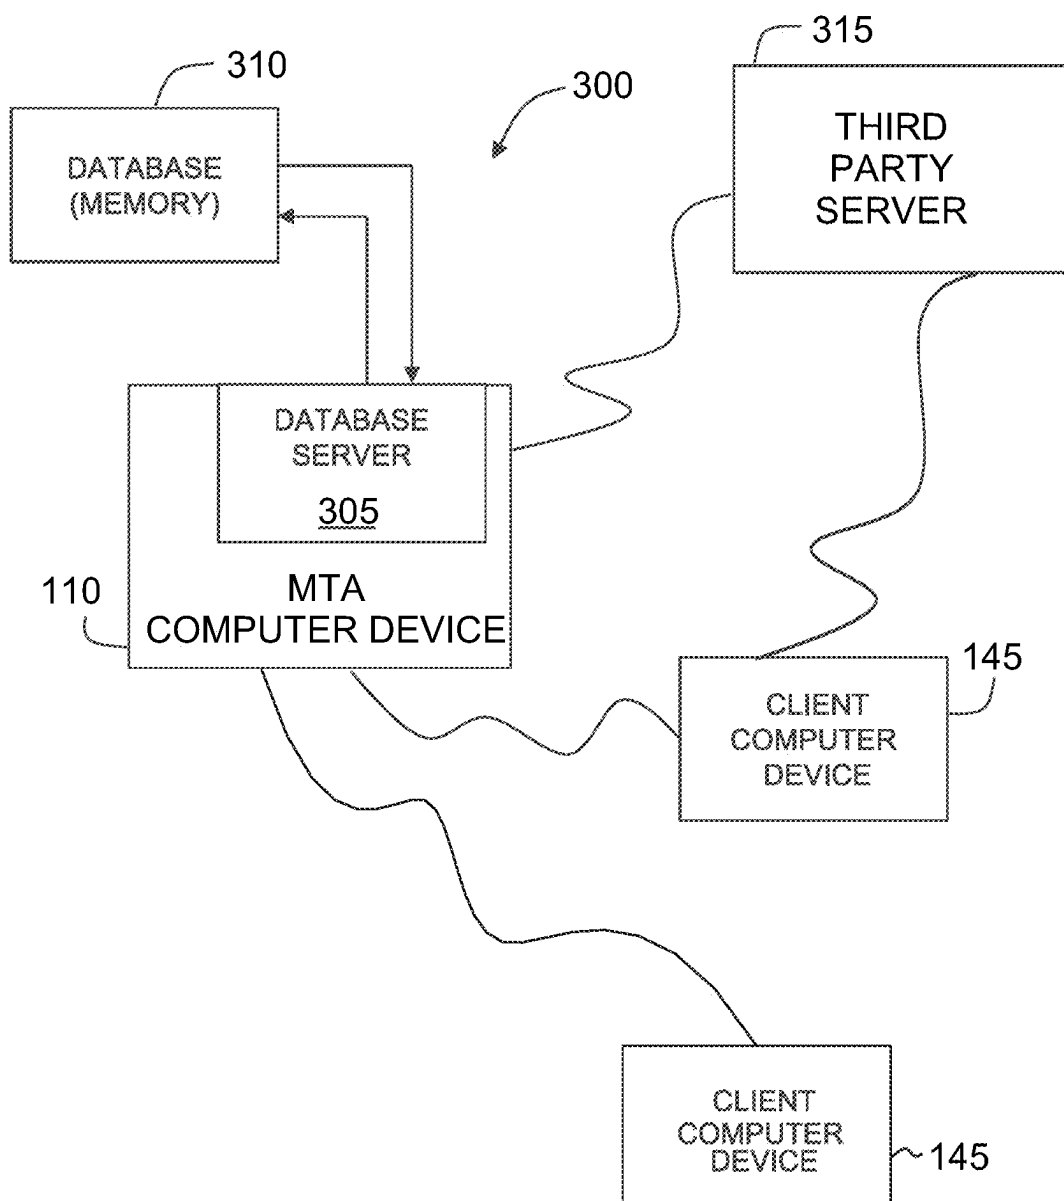 315
310
300
THIRD
PARTY
SERVER
DATABASE
(MEMORY)
DATABASE
SERVER
305
MTA
COMPUTER DEVICE
110
145
CLIENT
COMPUTER
DEVICE
CLIENT
COMPUTER
DEVICE
145